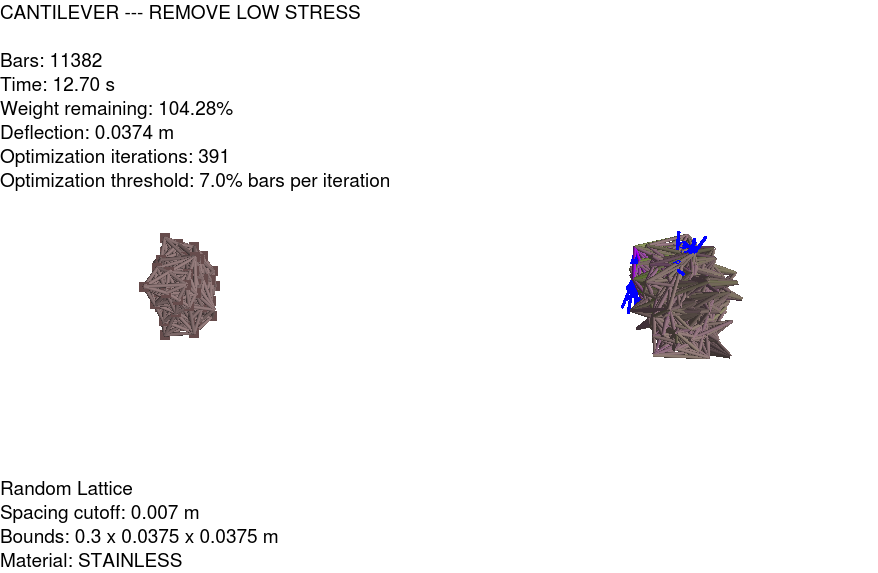 CANTILEVER --- REMOVE LOW STRESS
Bars: 11382
Time: 12.70 s
Weight remaining: 104.28%
Deflection: 0.0374 m
Optimization iterations: 391
Optimization threshold: 7.0% bars per iteration
Random Lattice
Spacing cutoff: 0.007 m
Bounds: 0.3 x 0.0375 x 0.0375 m
Material: STAINLESS